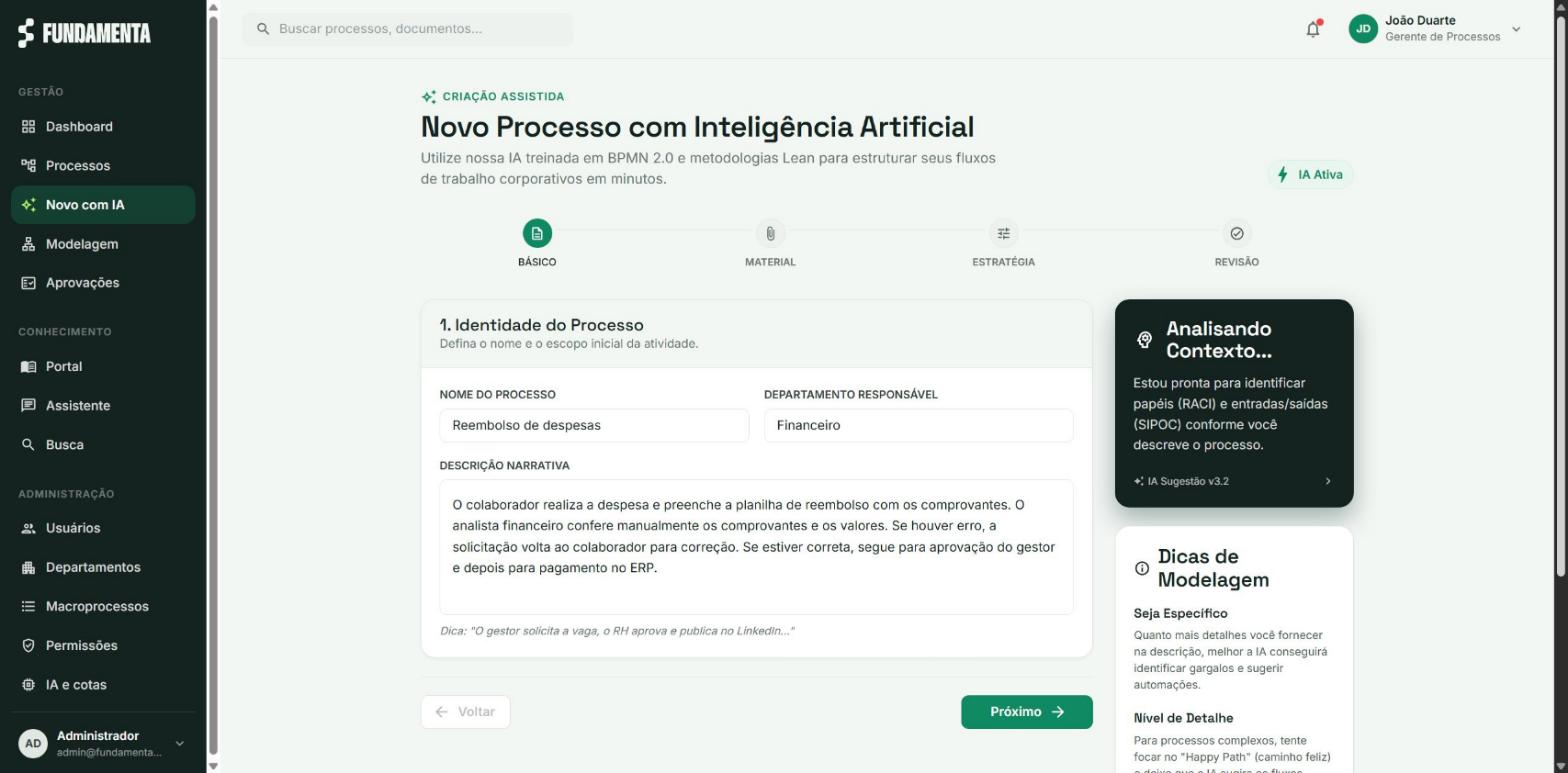 FUNDAMENTA
GESTÃO
Dashboard
Processos
Novo com IA
Modelagem
Aprovações
CONHECIMENTO
Portal
Assistente
Busca
ADMINISTRAÇÃO
Usuários
Departamentos
Macroprocessos
Permissões
IA e cotas
AD
Administrador
admin@fundamenta...
Buscar processos, documentos...
JD
João Duarte
Gerente de Processos
CRIAÇÃO ASSISTIDA
Novo Processo com Inteligência Artificial
Utilize nossa IA treinada em BPMN 2.0 e metodologias Lean para estruturar seus fluxos
de trabalho corporativos em minutos.
IA Ativa
BÁSICO
MATERIAL
ESTRATÉGIA
REVISÃO
1. Identidade do Processo
Defina o nome e o escopo inicial da atividade.
NOME DO PROCESSO
Reembolso de despesas
DEPARTAMENTO RESPONSÁVEL
Financeiro
DESCRIÇÃO NARRATIVA
O colaborador realiza a despesa e preenche a planilha de reembolso com os comprovantes. O
analista financeiro confere manualmente os comprovantes e os valores. Se houver erro, a
solicitação volta ao colaborador para correção. Se estiver correta, segue para aprovação do gestor
e depois para pagamento no ERP.
Dica: "O gestor solicita a vaga, o RH aprova e publica no LinkedIn..."
Voltar
Próximo
Analisando
Contexto...
Estou pronta para identificar
papéis (RACI) e entradas/saídas
(SIPOC) conforme você
descreve o processo.
IA Sugestão v3.2
Dicas de
Modelagem
Seja Específico
Quanto mais detalhes você fornecer
na descrição, melhor a IA conseguirá
identificar gargalos e sugerir
automações.
Nível de Detalhe
Para processos complexos, tente
focar no "Happy Path" (caminho feliz)